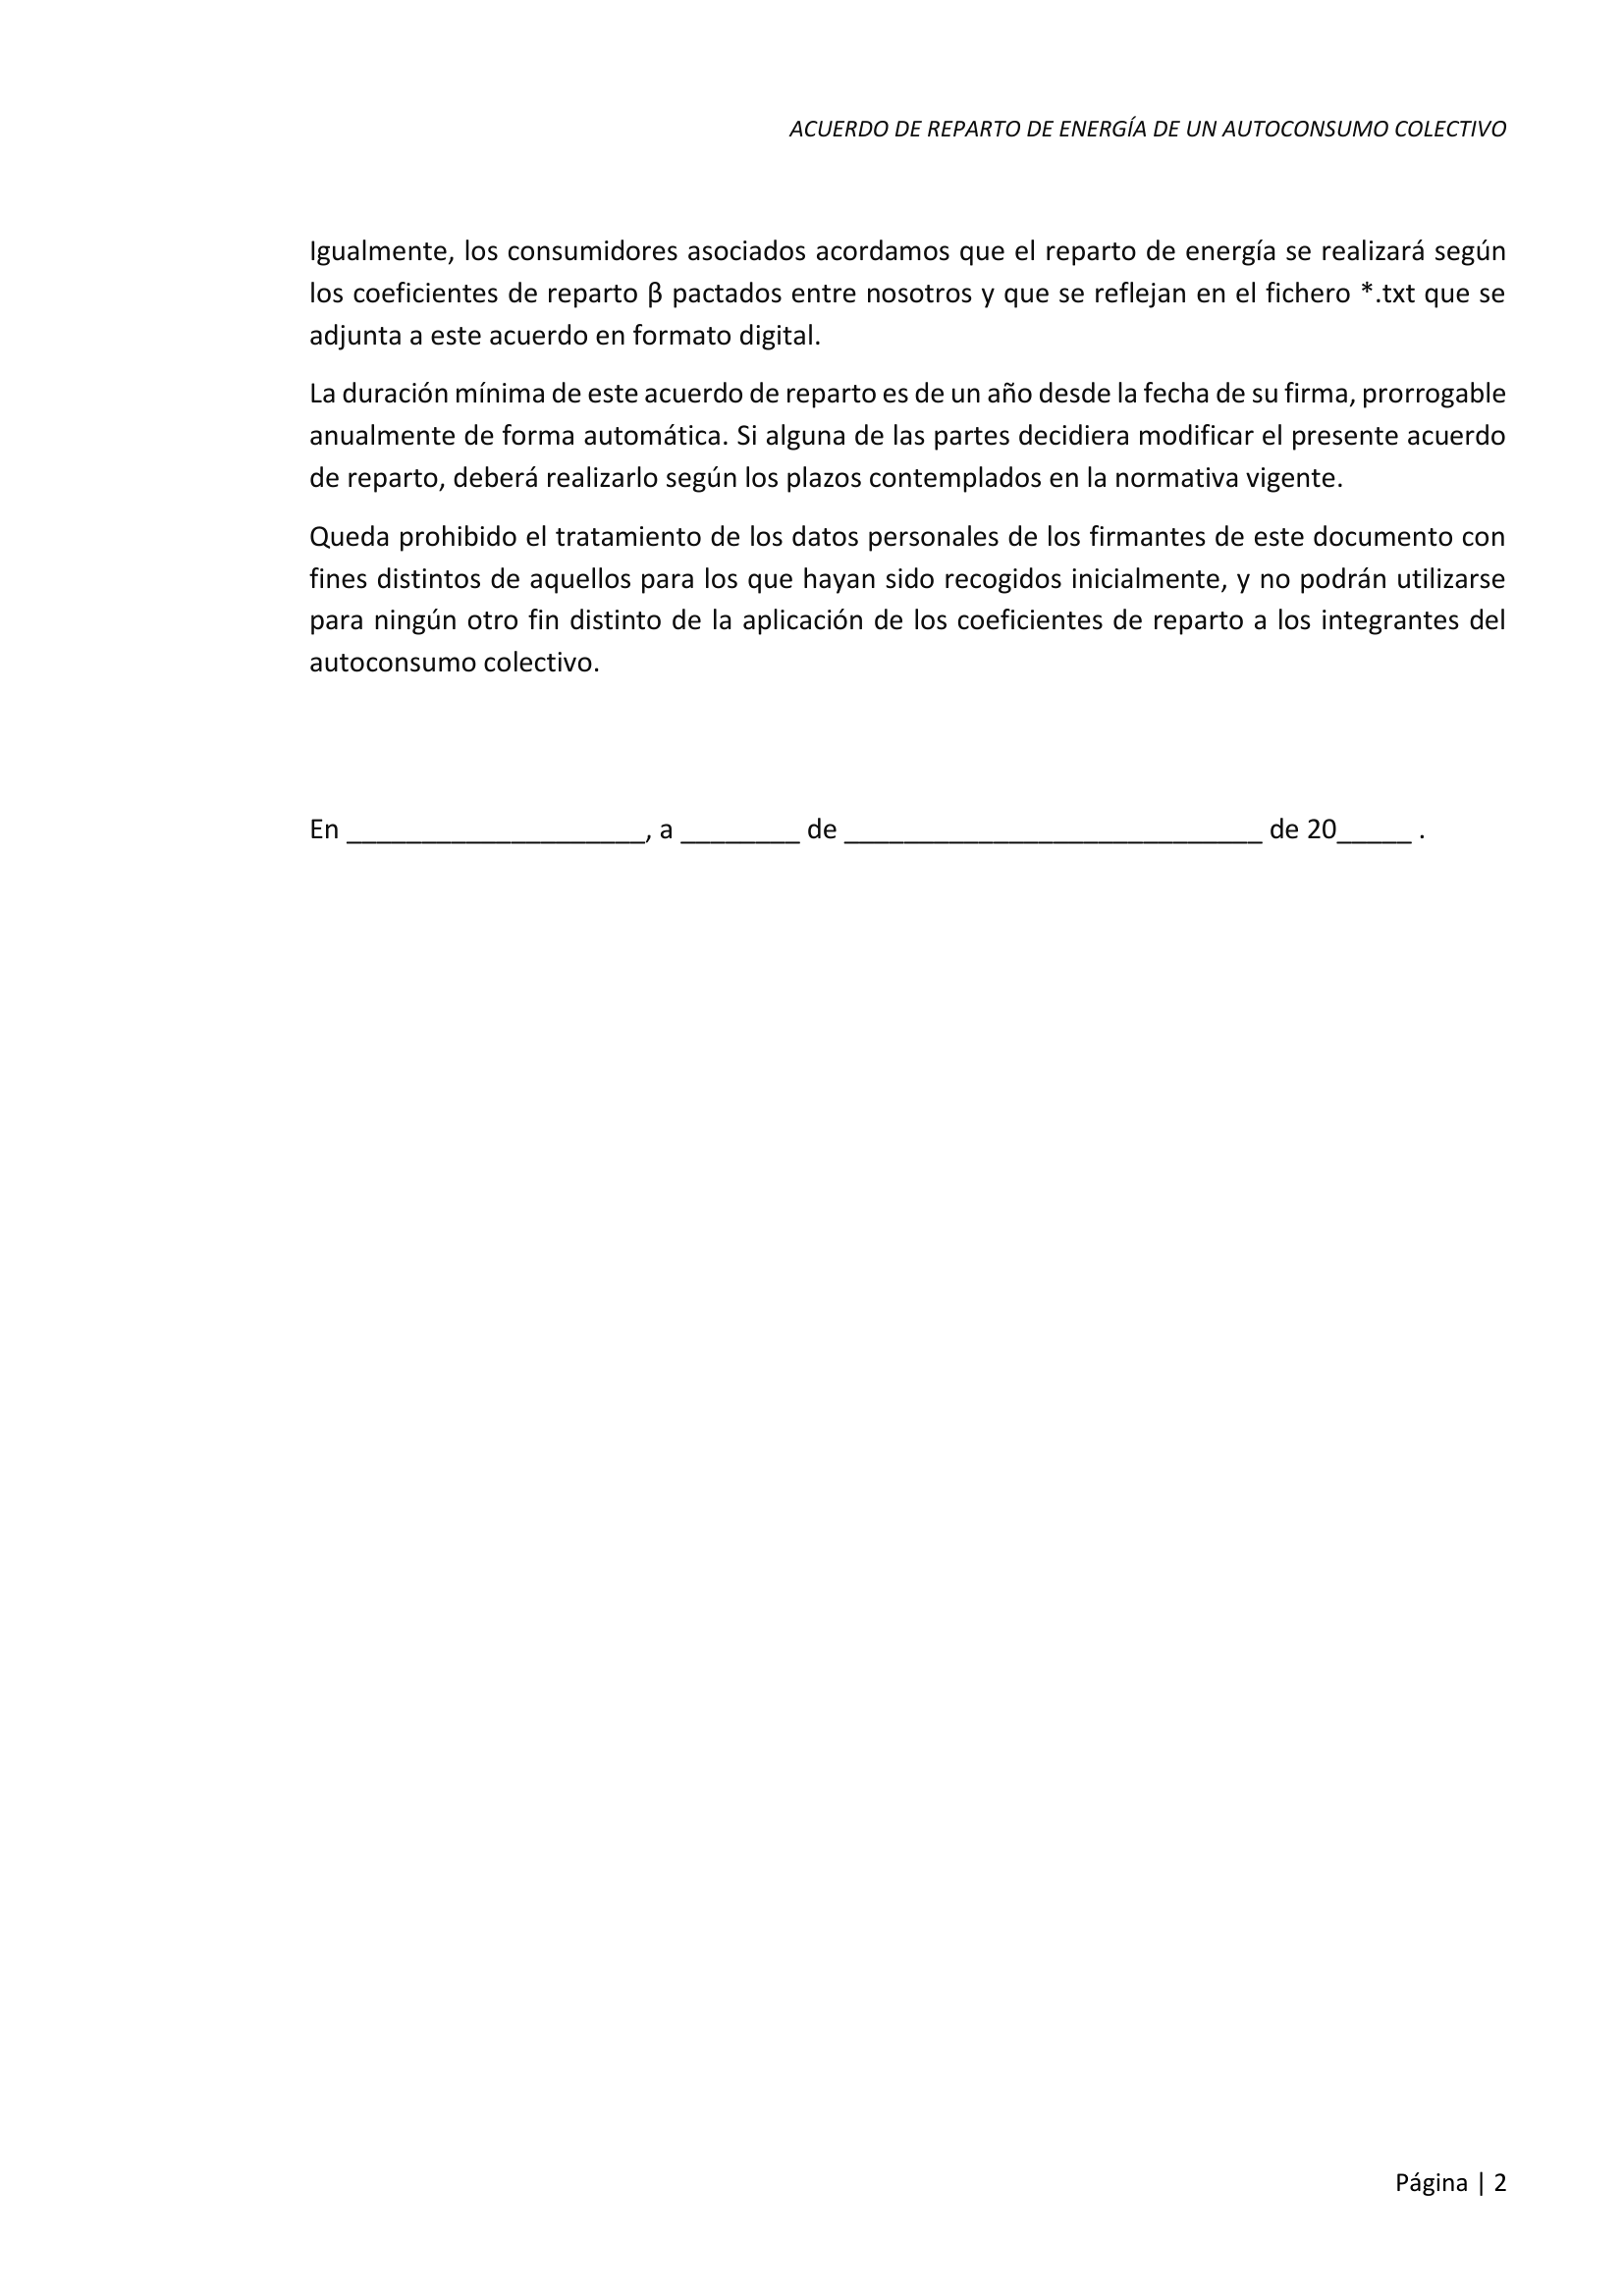 ACUERDO DE REPARTO DE ENERGÍA DE UN AUTOCONSUMO COLECTIVO
Igualmente, los consumidores asociados acordamos que el reparto de energía se realizará según
los coeficientes de reparto β pactados entre nosotros y que se reflejan en el fichero *.txt que se
adjunta a este acuerdo en formato digital.
La duración mínima de este acuerdo de reparto es de un año desde la fecha de su firma, prorrogable
anualmente de forma automática. Si alguna de las partes decidiera modificar el presente acuerdo
de reparto, deberá realizarlo según los plazos contemplados en la normativa vigente.
Queda prohibido el tratamiento de los datos personales de los firmantes de este documento con
fines distintos de aquellos para los que hayan sido recogidos inicialmente, y no podrán utilizarse
para ningún otro fin distinto de la aplicación de los coeficientes de reparto a los integrantes del
autoconsumo colectivo.
En ____________________, a ________ de ____________________________ de 20_____ .
Página | 2